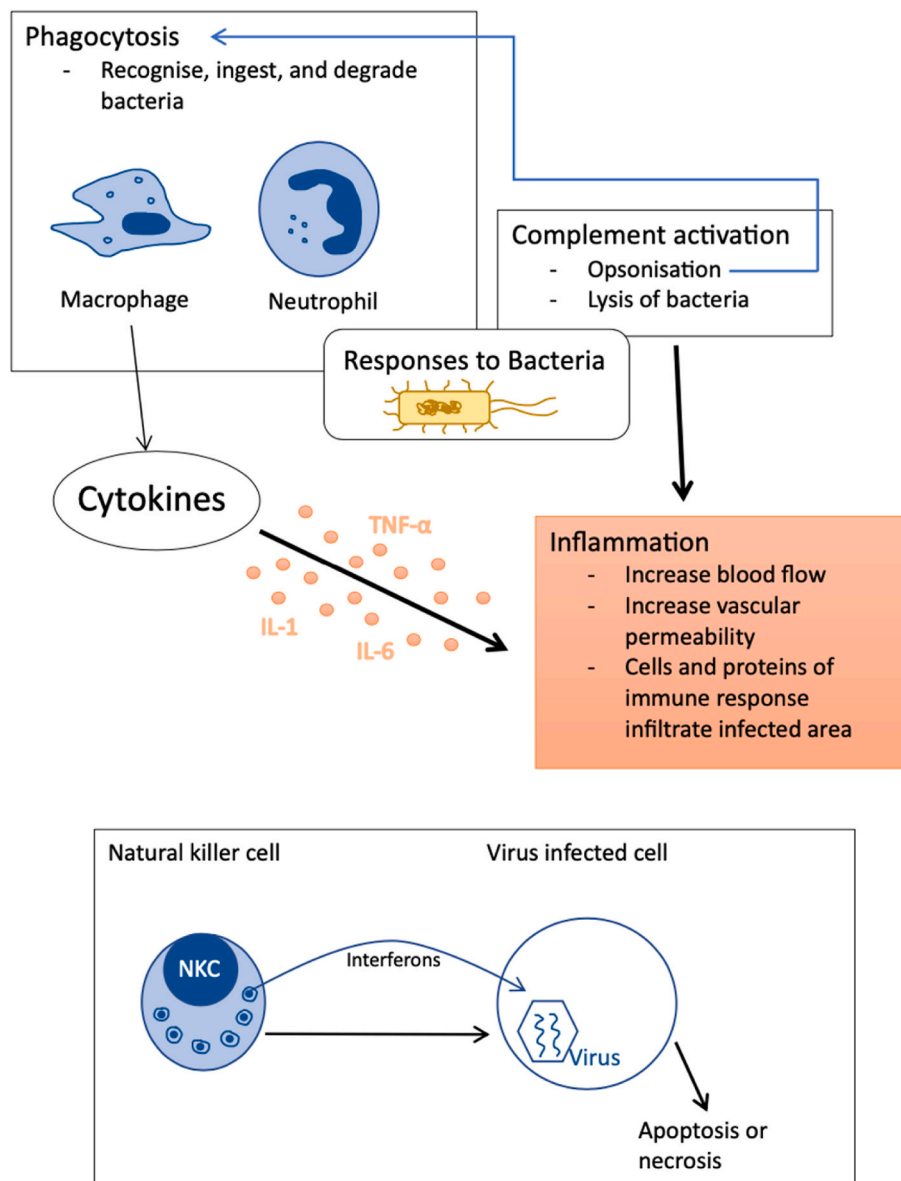 Phagocytosis
- Recognise, ingest, and degrade
bacteria
Macrophage
Neutrophil
Complement activation
- Opsonisation
- Lysis of bacteria
Responses to Bacteria
Cytokines
TNF-α
IL-1
IL-6
Inflammation
- Increase blood flow
- Increase vascular
permeability
- Cells and proteins of
immune response
infiltrate infected area
Natural killer cell
Virus infected cell
NKC
Interferons
Virus
Apoptosis or
necrosis